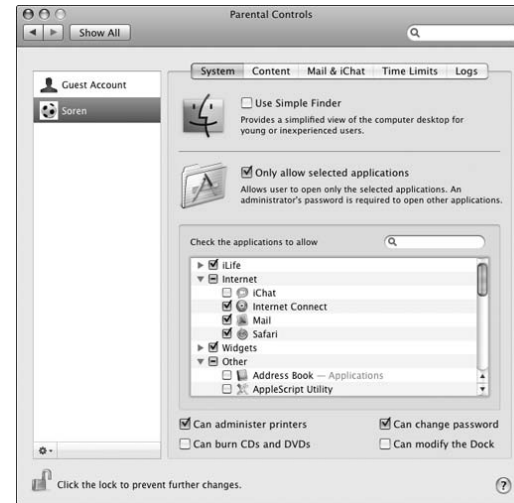 Parental Controls
Show All
Guest Account
Soren
System Content Mail & iChat Time Limits Logs
Use Simple Finder
Provides a simplified view of the computer desktop for
young or inexperienced users.
Only allow selected applications
Allows user to open only the selected applications. An
administrator's password is required to open other applications.
Check the applications to allow
iLife
Internet
iChat
Internet Connect
Mail
Safari
Widgets
Other
Address Book — Applications
AppleScript Utility
Can administer printers Can change password
Can burn CDs and DVDs Can modify the Dock
Click the lock to prevent further changes.
?